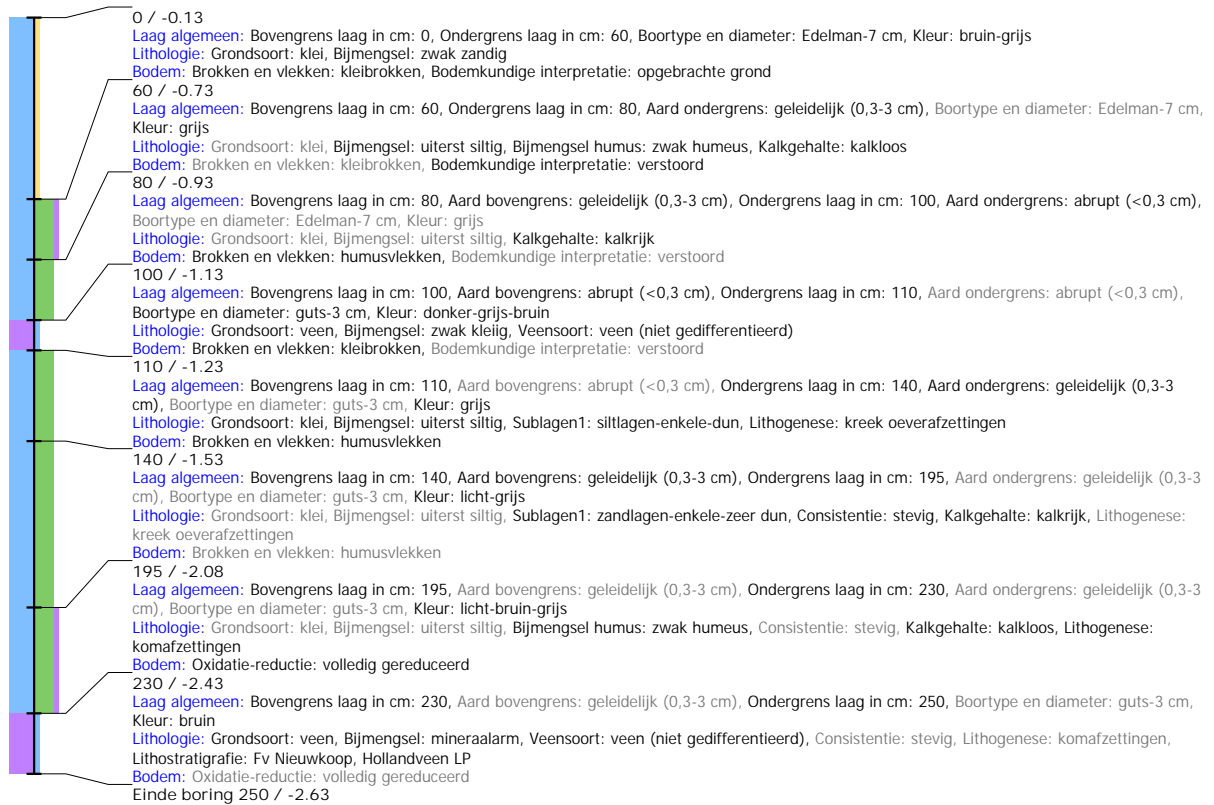 0 / -0.13
Laag algemeen: Bovengrens laag in cm: 0, Ondergrens laag in cm: 60, Boortype en diameter: Edelman-7 cm, Kleur: bruin-grijs
Lithologie: Grondsoort: klei, Bijmengsel: zwak zandig
Bodem: Brokken en vlekken: kleibrokken, Bodemkundige interpretatie: opgebrachte grond
60 / -0.73
Laag algemeen: Bovengrens laag in cm: 60, Ondergrens laag in cm: 80, Aard ondergrens: geleidelijk (0,3-3 cm), Boortype en diameter: Edelman-7 cm,
Kleur: grijs
Lithologie: Grondsoort: klei, Bijmengsel: uiterst siltig, Bijmengsel humus: zwak humeus, Kalkgehalte: kalkloos
Bodem: Brokken en vlekken: kleibrokken, Bodemkundige interpretatie: verstoord
80 / -0.93
Laag algemeen: Bovengrens laag in cm: 80, Aard bovengrens: geleidelijk (0,3-3 cm), Ondergrens laag in cm: 100, Aard ondergrens: abrupt (<0,3 cm),
Boortype en diameter: Edelman-7 cm, Kleur: grijs
Lithologie: Grondsoort: klei, Bijmengsel: uiterst siltig, Kalkgehalte: kalkrijk
Bodem: Brokken en vlekken: humusvlekken, Bodemkundige interpretatie: verstoord
100 / -1.13
Laag algemeen: Bovengrens laag in cm: 100, Aard bovengrens: abrupt (<0,3 cm), Ondergrens laag in cm: 110, Aard ondergrens: abrupt (<0,3 cm),
Boortype en diameter: guts-3 cm, Kleur: donker-grijs-bruin
Lithologie: Grondsoort: veen, Bijmengsel: zwak kleiig, Veensoort: veen (niet gedifferentieerd)
Bodem: Brokken en vlekken: kleibrokken, Bodemkundige interpretatie: verstoord
110 / -1.23
Laag algemeen: Bovengrens laag in cm: 110, Aard bovengrens: abrupt (<0,3 cm), Ondergrens laag in cm: 140, Aard ondergrens: geleidelijk (0,3-3
cm), Boortype en diameter: guts-3 cm, Kleur: grijs
Lithologie: Grondsoort: klei, Bijmengsel: uiterst siltig, Sublagen1: siltlagen-enkele-dun, Lithogenese: kreek oeverafzettingen
Bodem: Brokken en vlekken: humusvlekken
140 / -1.53
Laag algemeen: Bovengrens laag in cm: 140, Aard bovengrens: geleidelijk (0,3-3 cm), Ondergrens laag in cm: 195, Aard ondergrens: geleidelijk (0,3-3
cm), Boortype en diameter: guts-3 cm, Kleur: licht-grijs
Lithologie: Grondsoort: klei, Bijmengsel: uiterst siltig, Sublagen1: zandlagen-enkele-zeer dun, Consistentie: stevig, Kalkgehalte: kalkrijk, Lithogenese:
kreek oeverafzettingen
Bodem: Brokken en vlekken: humusvlekken
195 / -2.08
Laag algemeen: Bovengrens laag in cm: 195, Aard bovengrens: geleidelijk (0,3-3 cm), Ondergrens laag in cm: 230, Aard ondergrens: geleidelijk (0,3-3
cm), Boortype en diameter: guts-3 cm, Kleur: licht-bruin-grijs
Lithologie: Grondsoort: klei, Bijmengsel: uiterst siltig, Bijmengsel humus: zwak humeus, Consistentie: stevig, Kalkgehalte: kalkloos, Lithogenese:
komafzettingen
Bodem: Oxidatie-reductie: volledig gereduceerd
230 / -2.43
Laag algemeen: Bovengrens laag in cm: 230, Aard bovengrens: geleidelijk (0,3-3 cm), Ondergrens laag in cm: 250, Boortype en diameter: guts-3 cm,
Kleur: bruin
Lithologie: Grondsoort: veen, Bijmengsel: mineraalarm, Veensoort: veen (niet gedifferentieerd), Consistentie: stevig, Lithogenese: komafzettingen,
Lithostratigrafie: Fv Nieuwkoop, Hollandveen LP
Bodem: Oxidatie-reductie: volledig gereduceerd
Einde boring 250 / -2.63